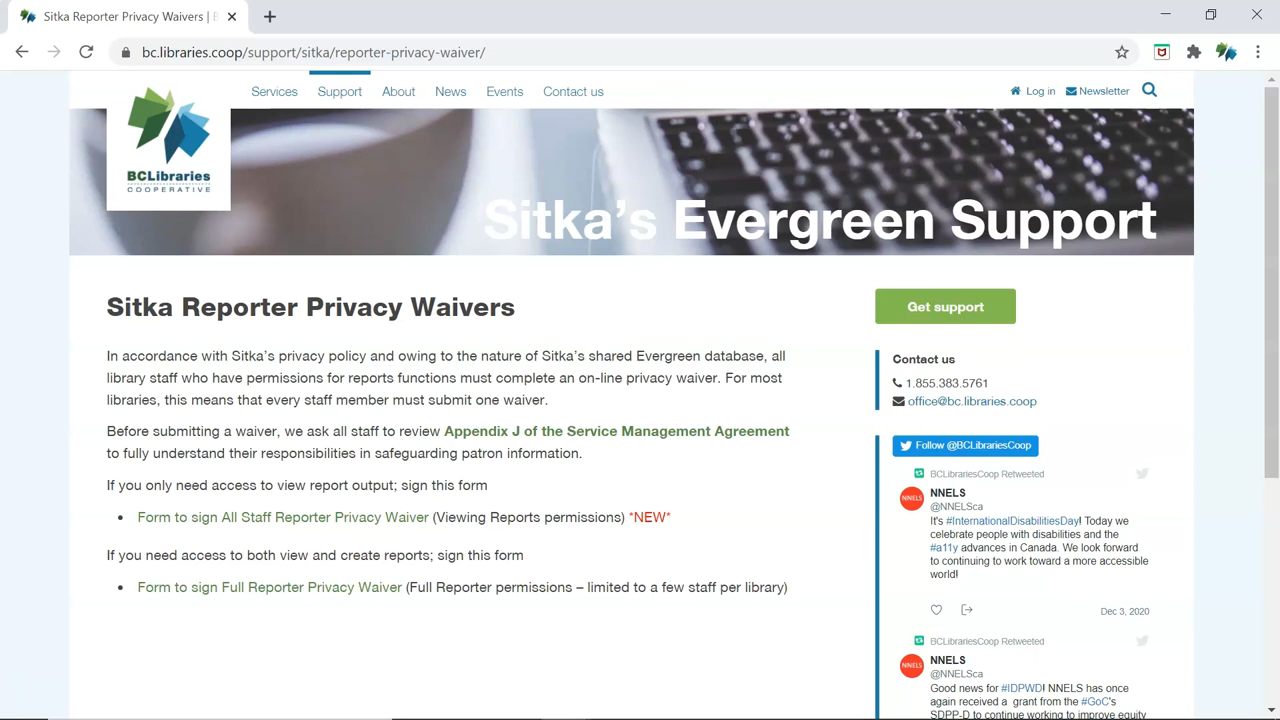 Sitka Reporter Privacy Waivers |
bc.libraries.coop/support/sitka/reporter-privacy-waiver/
Services Support About News Events Contact us
Log in Newsletter
BCLibraries
COOPERATIVE
Sitka's Evergreen Support
Sitka Reporter Privacy Waivers
In accordance with Sitka's privacy policy and owing to the nature of Sitka's shared Evergreen database, all
library staff who have permissions for reports functions must complete an on-line privacy waiver. For most
libraries, this means that every staff member must submit one waiver.
Before submitting a waiver, we ask all staff to review Appendix J of the Service Management Agreement
to fully understand their responsibilities in safeguarding patron information.
If you only need access to view report output; sign this form
• Form to sign All Staff Reporter Privacy Waiver (Viewing Reports permissions) *NEW*
If you need access to both view and create reports; sign this form
• Form to sign Full Reporter Privacy Waiver (Full Reporter permissions – limited to a few staff per library)
Get support
Contact us
1.855.383.5761
office@bc.libraries.coop
Follow @BCLibrariesCoop
BCLibrariesCoop Retweeted
NNELS
NNELS
@NNELSca
It's #InternationalDisabilitiesDay! Today we
celebrate people with disabilities and the
#a11y advances in Canada. We look forward
to continuing to work toward a more accessible
world!
Dec 3, 2020
BCLibrariesCoop Retweeted
NNELS
NNELS
@NNELSca
Good news for #IDPWD! NNELS has once
again received a grant from the #GoC's
SDPP-D to continue working to improve equity